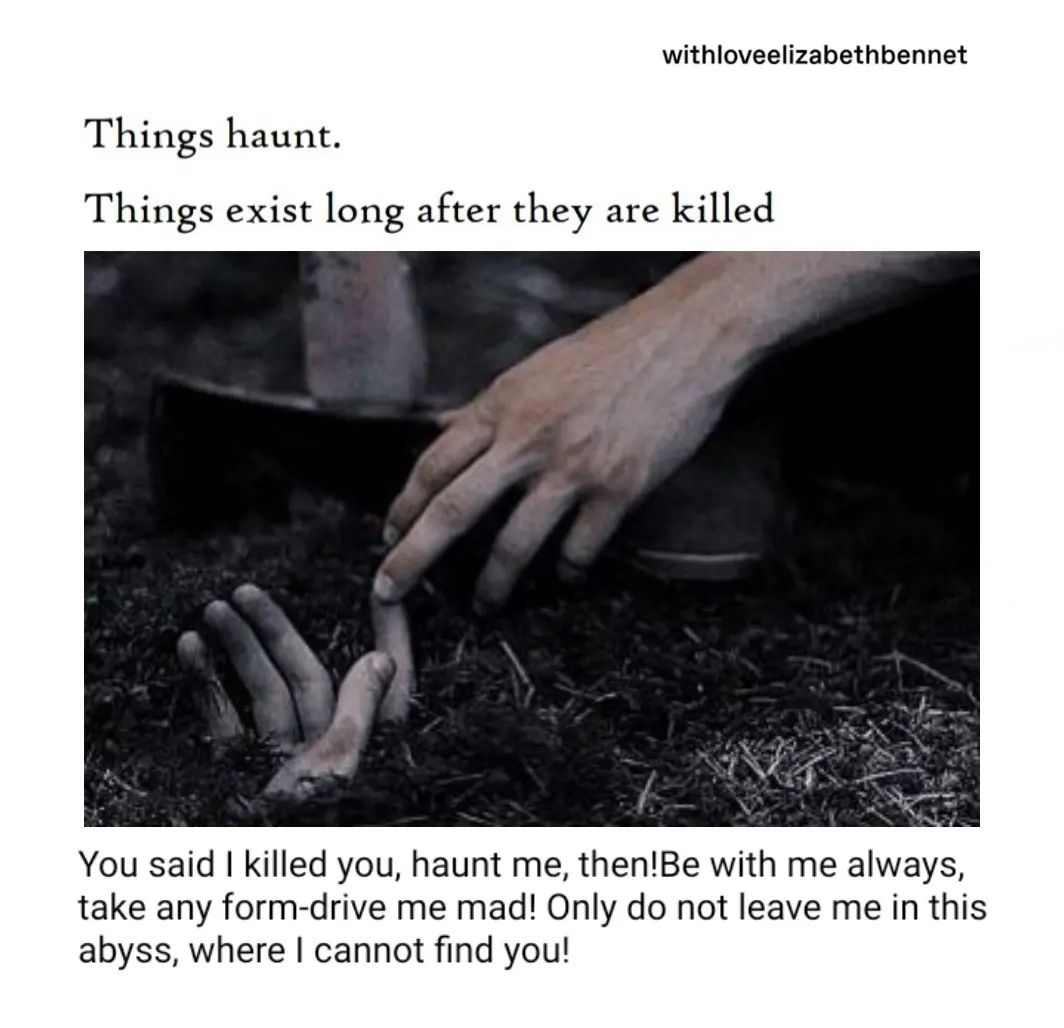 withloveelizabethbennet
Things haunt.
Things exist long after they are killed
You said I killed you, haunt me, then!Be with me always,
take any form-drive me mad! Only do not leave me in this
abyss, where I cannot find you!